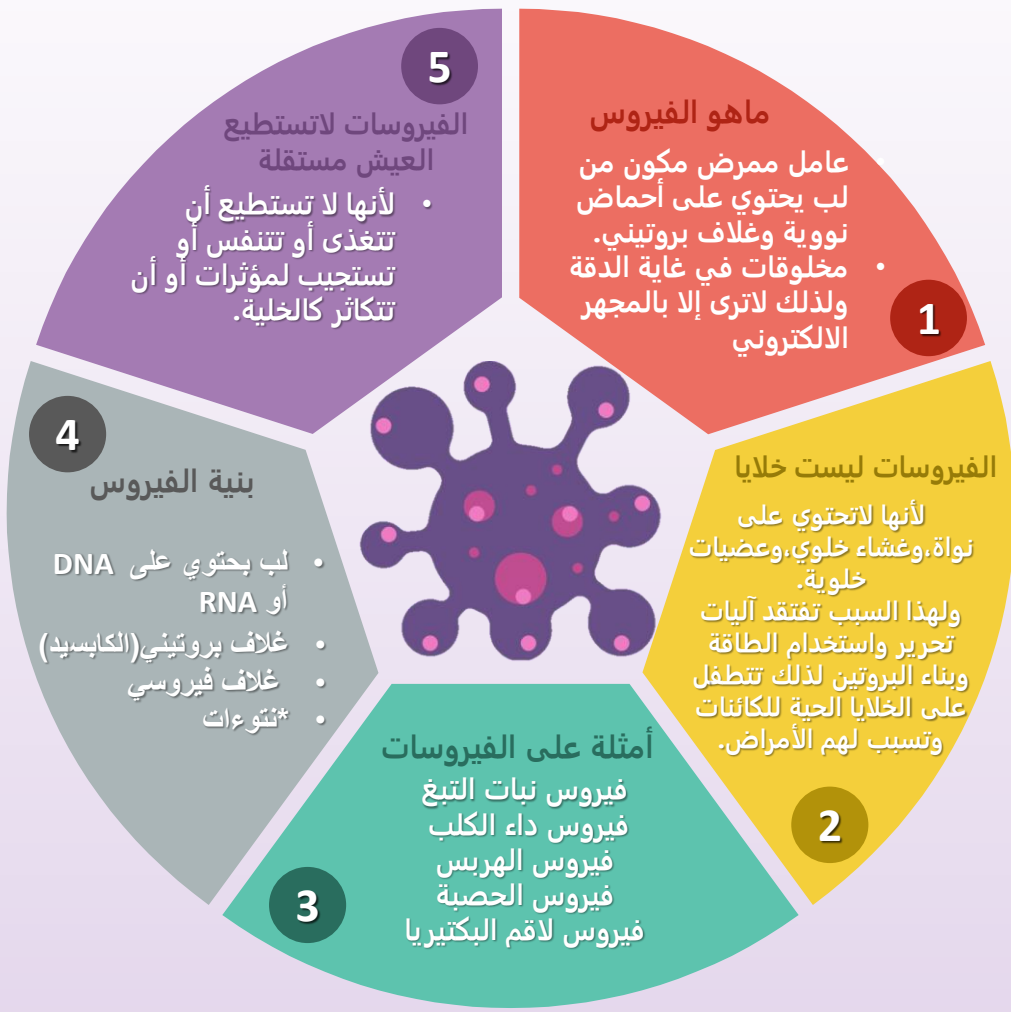 ماهو الفيروس
• عامل ممرض مكون من
لب يحتوي على أحماض
نووية وغلاف بروتيني.
• مخلوقات في غاية الدقة
ولذلك لاترى إلا بالمجهر
الالكتروني
1
الفيروسات ليست خلايا
لأنها لاتحتوي على
نواة،وغشاء خلوي،وعضيات
خلوية.
ولهذا السبب تفتقد آليات
تحرير واستخدام الطاقة
وبناء البروتين لذلك تتطفل
على الخلايا الحية للكائنات
وتسبب لهم الأمراض.
2
أمثلة على الفيروسات
فيروس نبات التبغ
فيروس داء الكلب
فيروس الهربس
فيروس الحصبة
فيروس لاقم البكتيريا
3
4
بنية الفيروس
• لب بحتوي على DNA
أو RNA
• غلاف بروتيني(الكابسيد)
• غلاف فيروسي
• *نتوءات
5
الفيروسات لاتستطيع
العيش مستقلة
• لأنها لا تستطيع أن
تتغذى أو تتنفس أو
تستجيب لمؤثرات أو أن
تتكاثر كالخلية.